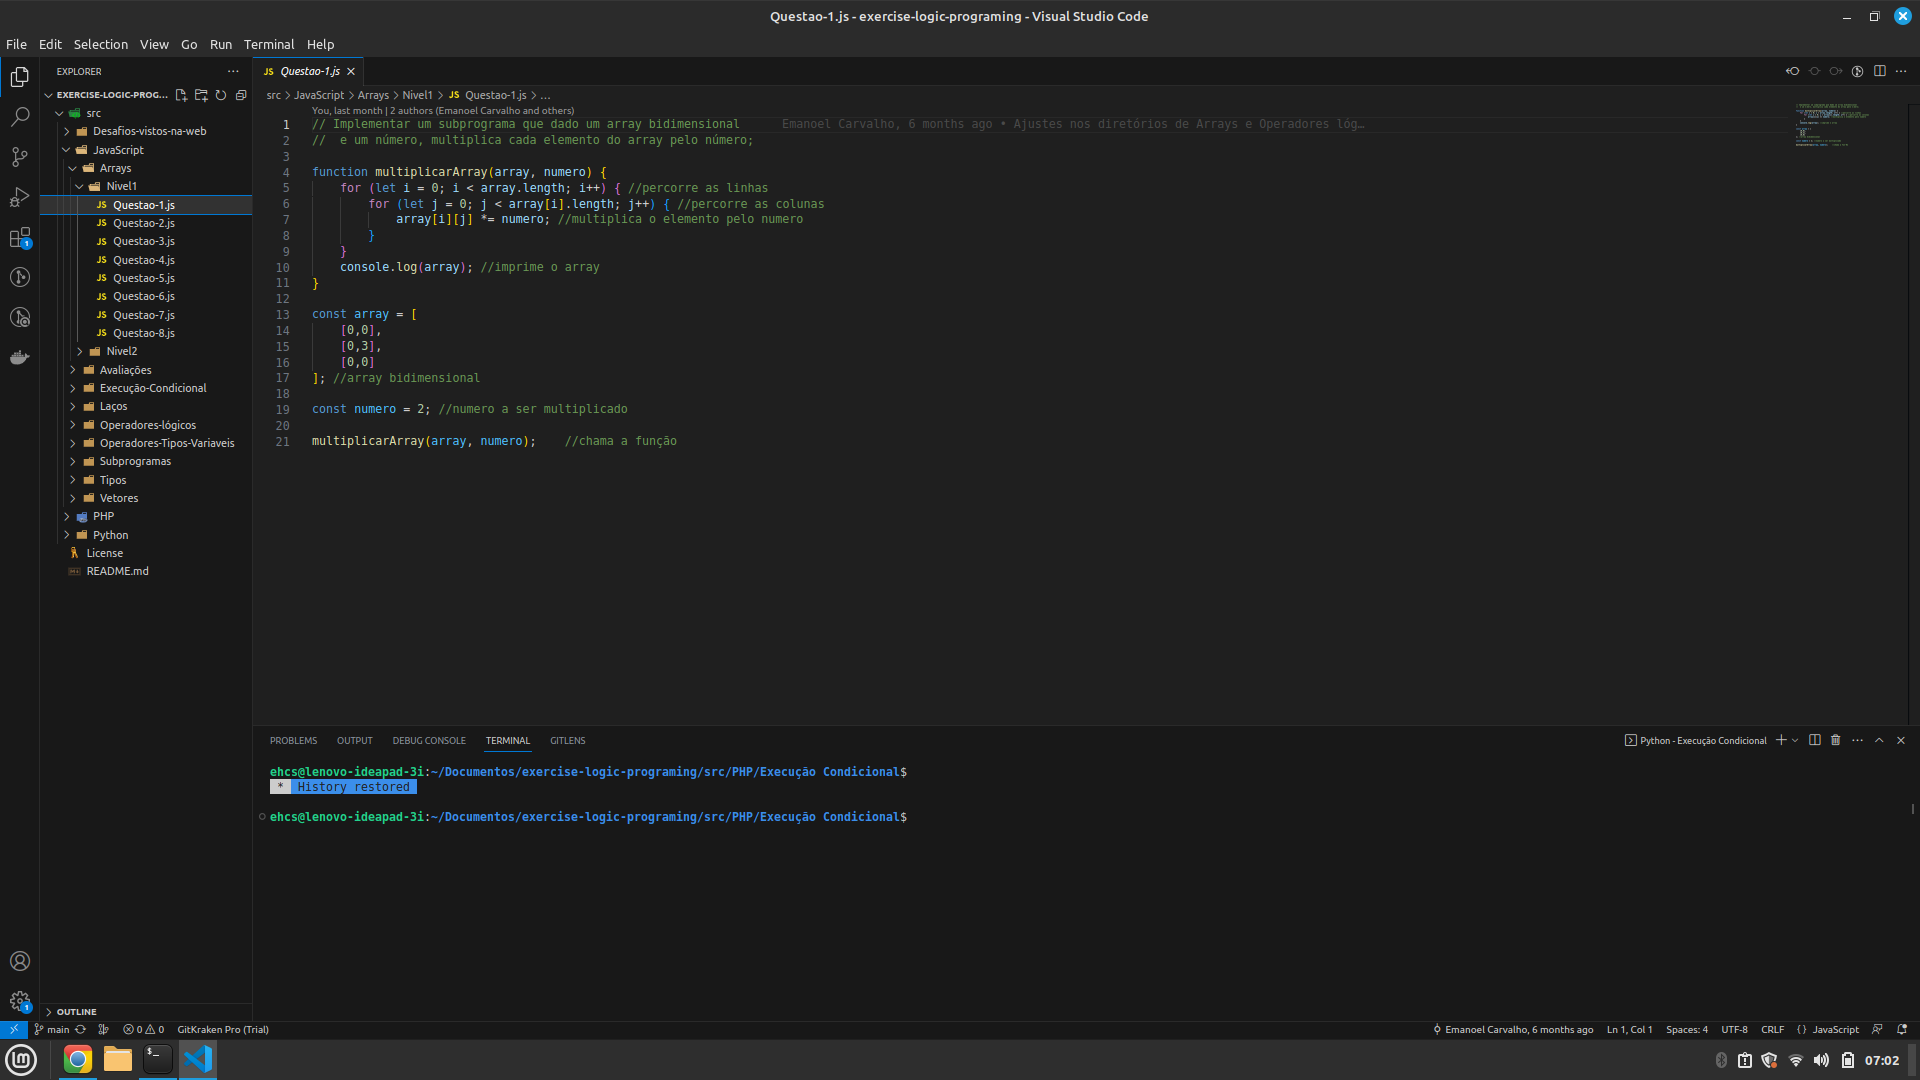 Questao-1.js - exercise-logic-programing - Visual Studio Code
File Edit Selection View Go Run Terminal Help
EXPLORER
EXERCISE-LOGIC-PROG...
src
Desafios-vistos-na-web
JavaScript
Arrays
Nivel1
Questao-1.js
Questao-2.js
Questao-3.js
Questao-4.js
Questao-5.js
Questao-6.js
Questao-7.js
Questao-8.js
Nivel2
Avaliações
Execução-Condicional
Laços
Operadores-lógicos
Operadores-Tipos-Variaveis
Subprogramas
Tipos
Vetores
PHP
Python
License
README.md
OUTLINE
JS Questao-1.js
src > JavaScript > Arrays > Nivel1 > JS Questao-1.js > ...
You, last month | 2 authors (Emanoel Carvalho and others)
1 // Implementar um subprograma que dado um array bidimensional Emanoel Carvalho, 6 months ago • Ajustes nos diretórios de Arrays e Operadores lóg…
2 //  e um número, multiplica cada elemento do array pelo número;
3
4 function multiplicarArray(array, numero) {
5     for (let i = 0; i < array.length; i++) { //percorre as linhas
6         for (let j = 0; j < array[i].length; j++) { //percorre as colunas
7             array[i][j] *= numero; //multiplica o elemento pelo numero
8         }
9     }
10     console.log(array); //imprime o array
11 }
12
13 const array = [
14     [0,0],
15     [0,3],
16     [0,0]
17 ]; //array bidimensional
18
19 const numero = 2; //numero a ser multiplicado
20
21 multiplicarArray(array, numero);    //chama a função
PROBLEMS OUTPUT DEBUG CONSOLE TERMINAL GITLENS
Python - Execução Condicional
ehcs@lenovo-ideapad-3i:~/Documentos/exercise-logic-programing/src/PHP/Execução Condicional$
* History restored
ehcs@lenovo-ideapad-3i:~/Documentos/exercise-logic-programing/src/PHP/Execução Condicional$
main 0 0 GitKraken Pro (Trial) Emanoel Carvalho, 6 months ago Ln 1, Col 1 Spaces: 4 UTF-8 CRLF {} JavaScript
07:02